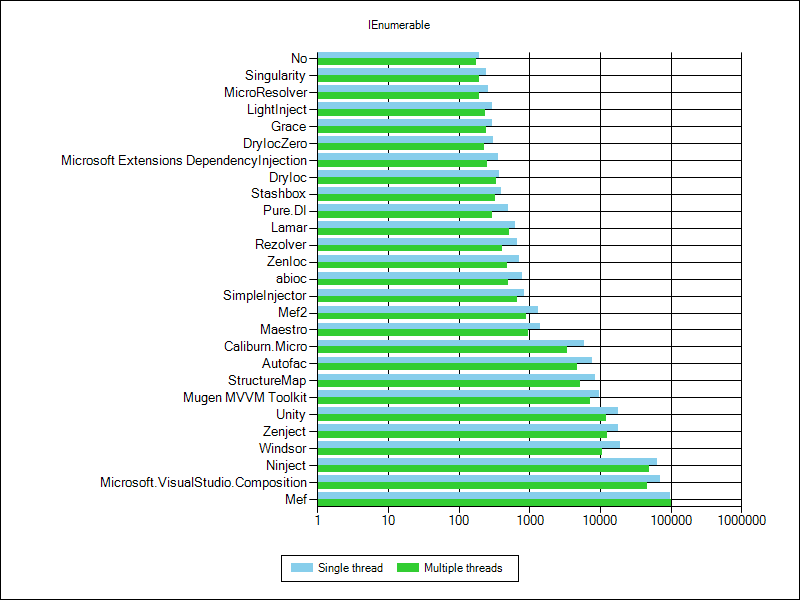 IEnumerable
No
Singularity
MicroResolver
LightInject
Grace
DryIocZero
Microsoft Extensions DependencyInjection
DryIoc
Stashbox
Pure.DI
Lamar
Rezolver
ZenIoc
abioc
SimpleInjector
Mef2
Maestro
Caliburn.Micro
Autofac
StructureMap
Mugen MVVM Toolkit
Unity
Zenject
Windsor
Ninject
Microsoft.VisualStudio.Composition
Mef
1 10 100 1000 10000 100000 1000000
Single thread Multiple threads